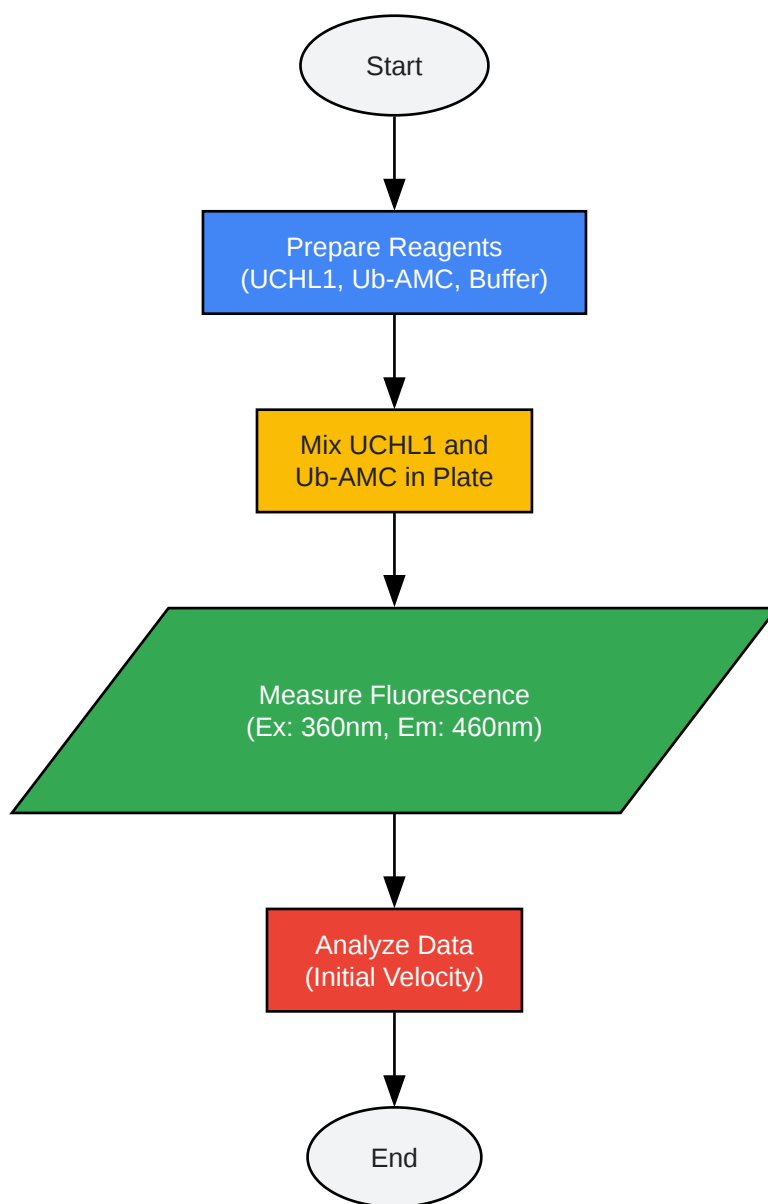 Start
Prepare Reagents
(UCHL1, Ub-AMC, Buffer)
Mix UCHL1 and
Ub-AMC in Plate
Measure Fluorescence
(Ex: 360nm, Em: 460nm)
Analyze Data
(Initial Velocity)
End